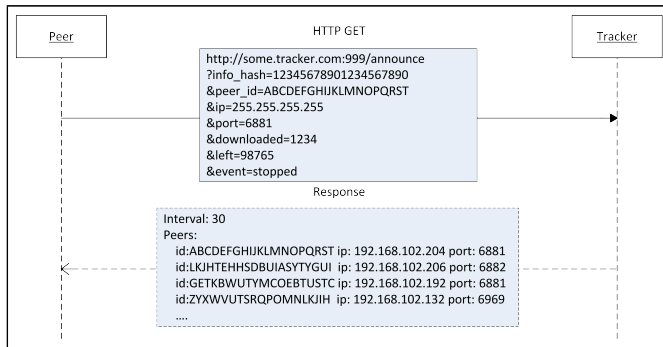 Peer
HTTP GET
Tracker
http://some.tracker.com:999/announce
?info_hash=12345678901234567890
&peer_id=ABCDEFGHIJKLMNOPQRST
&ip=255.255.255.255
&port=6881
&downloaded=1234
&left=98765
&event=stopped
Response
Interval: 30
Peers:
id:ABCDEFGHIJKLMNOPQRST ip: 192.168.102.204 port: 6881
id:LKJHTEHHSDBUIASYTYGUI ip: 192.168.102.206 port: 6882
id:GETKBWUTYMCOEBTUSTC ip: 192.168.102.192 port: 6881
id:ZYXWVUTSRQPOMNLKJIH ip: 192.168.102.132 port: 6969
....